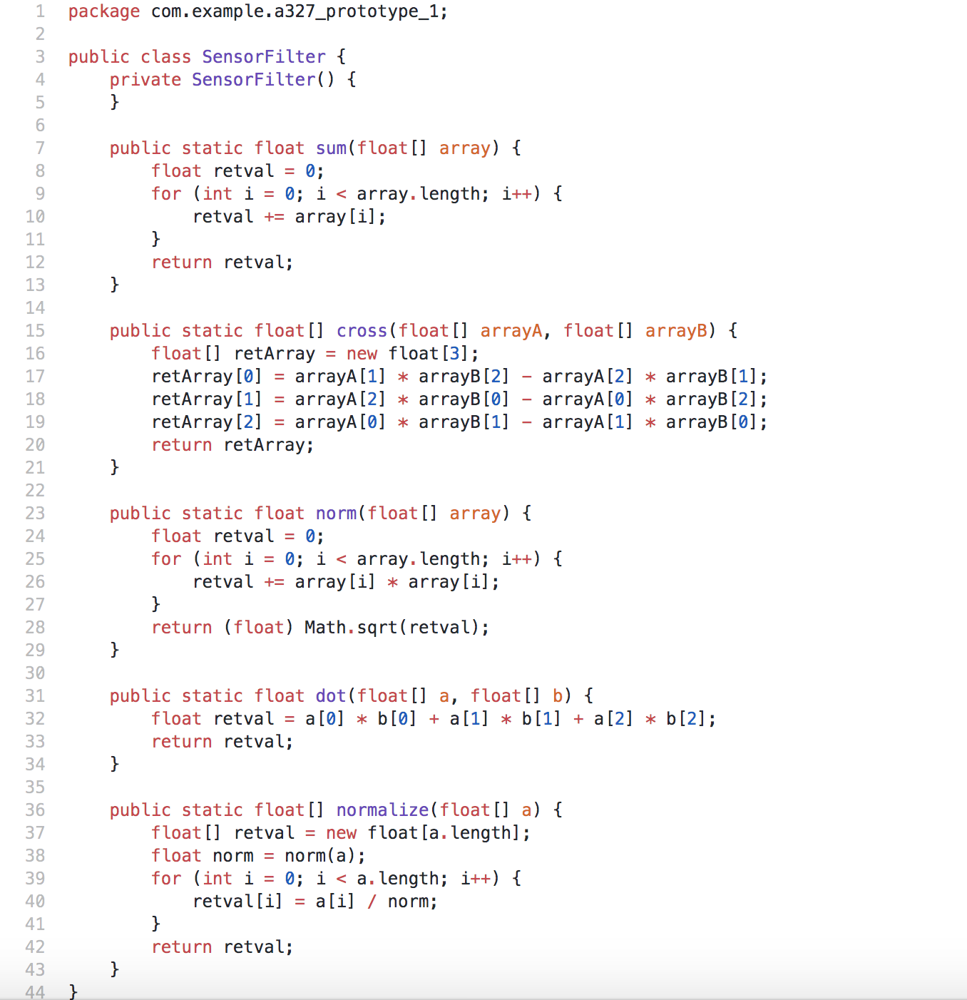 1 package com.example.a327_prototype_1;
2
3 public class SensorFilter {
4     private SensorFilter() {
5     }
6
7     public static float sum(float[] array) {
8         float retval = 0;
9         for (int i = 0; i < array.length; i++) {
10             retval += array[i];
11         }
12         return retval;
13     }
14
15     public static float[] cross(float[] arrayA, float[] arrayB) {
16         float[] retArray = new float[3];
17         retArray[0] = arrayA[1] * arrayB[2] - arrayA[2] * arrayB[1];
18         retArray[1] = arrayA[2] * arrayB[0] - arrayA[0] * arrayB[2];
19         retArray[2] = arrayA[0] * arrayB[1] - arrayA[1] * arrayB[0];
20         return retArray;
21     }
22
23     public static float norm(float[] array) {
24         float retval = 0;
25         for (int i = 0; i < array.length; i++) {
26             retval += array[i] * array[i];
27         }
28         return (float) Math.sqrt(retval);
29     }
30
31     public static float dot(float[] a, float[] b) {
32         float retval = a[0] * b[0] + a[1] * b[1] + a[2] * b[2];
33         return retval;
34     }
35
36     public static float[] normalize(float[] a) {
37         float[] retval = new float[a.length];
38         float norm = norm(a);
39         for (int i = 0; i < a.length; i++) {
40             retval[i] = a[i] / norm;
41         }
42         return retval;
43     }
44 }